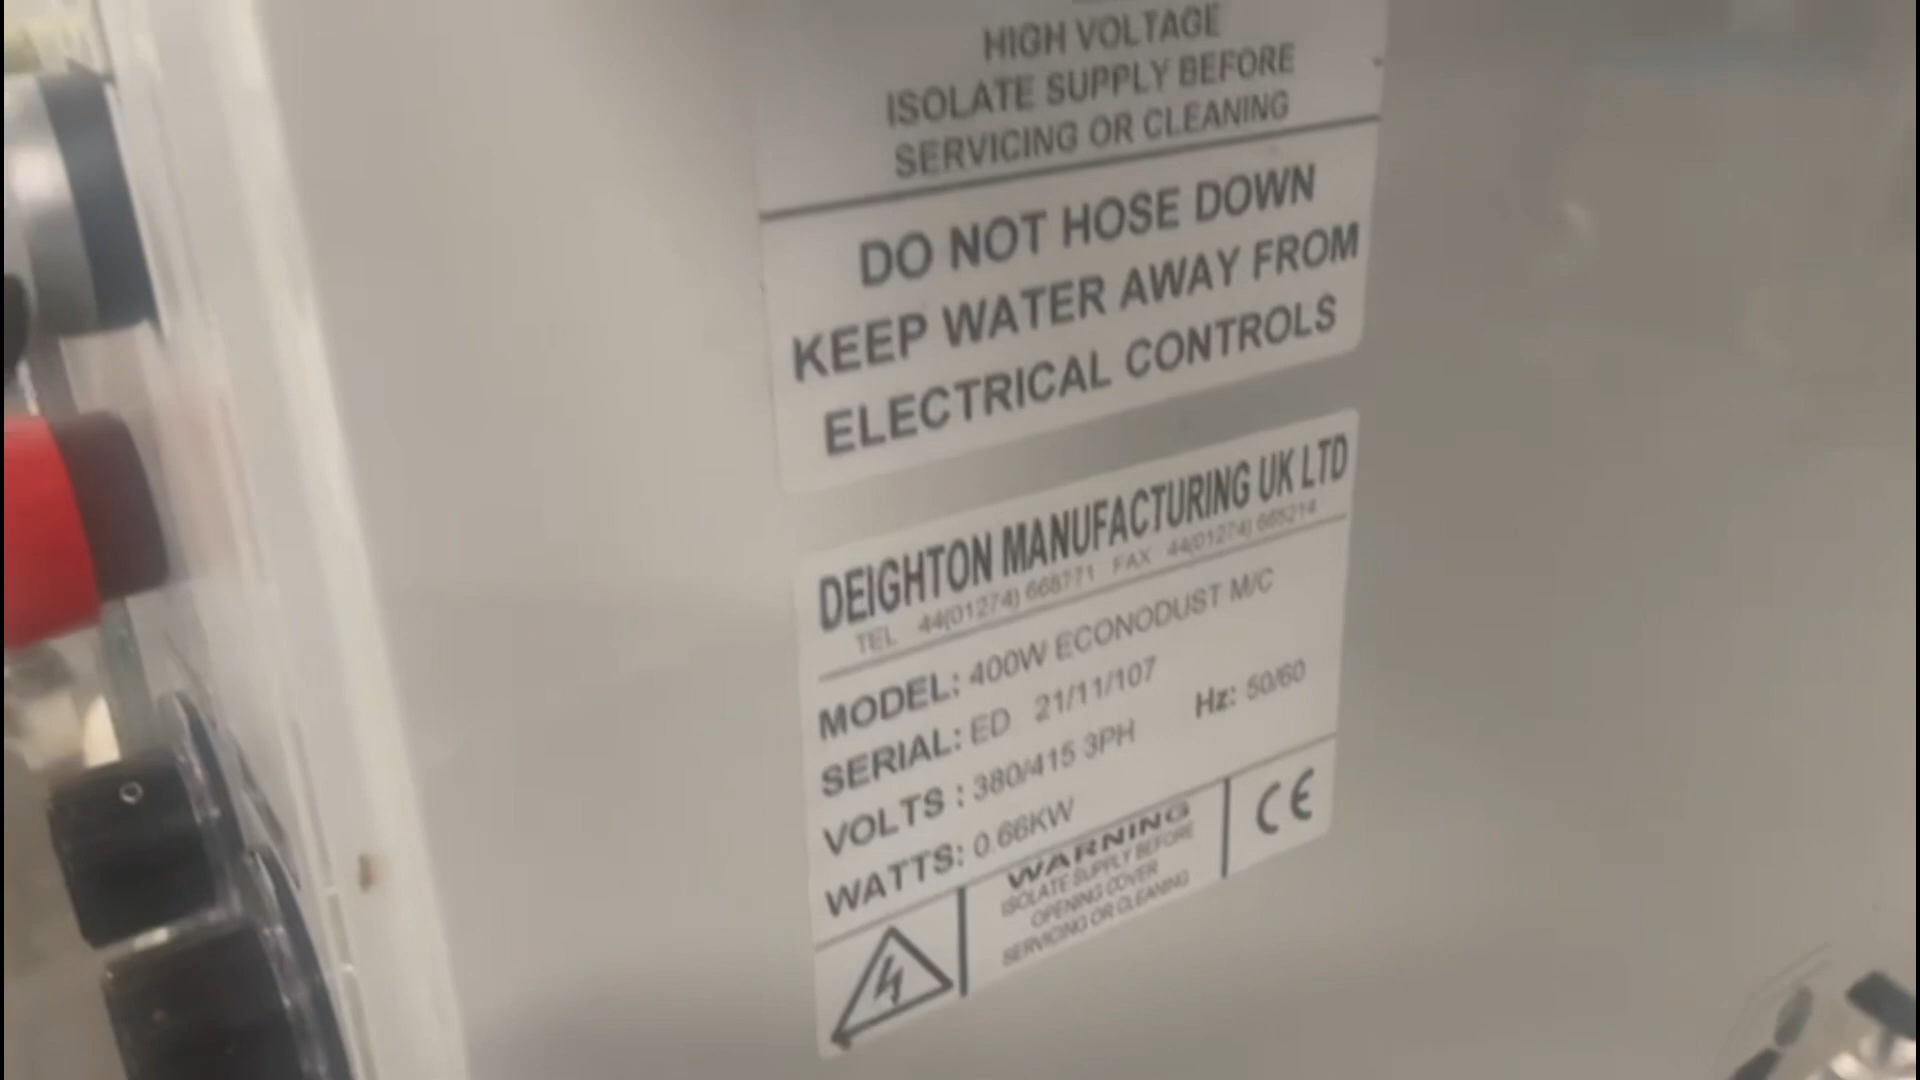 HIGH VOLTAGE
ISOLATE SUPPLY BEFORE
SERVICING OR CLEANING
DO NOT HOSE DOWN
KEEP WATER AWAY FROM
ELECTRICAL CONTROLS
DEIGHTON MANUFACTURING UK LTD
TEL 44(01274) 668771 FAX 44(01274) 665214
MODEL: 400W ECONODUST M/C
SERIAL: ED 21/11/107
VOLTS : 380/415 3PH Hz: 50/60
WATTS: 0.66KW
WARNING
ISOLATE SUPPLY BEFORE
OPENING COVER
SERVICING OR CLEANING
CE